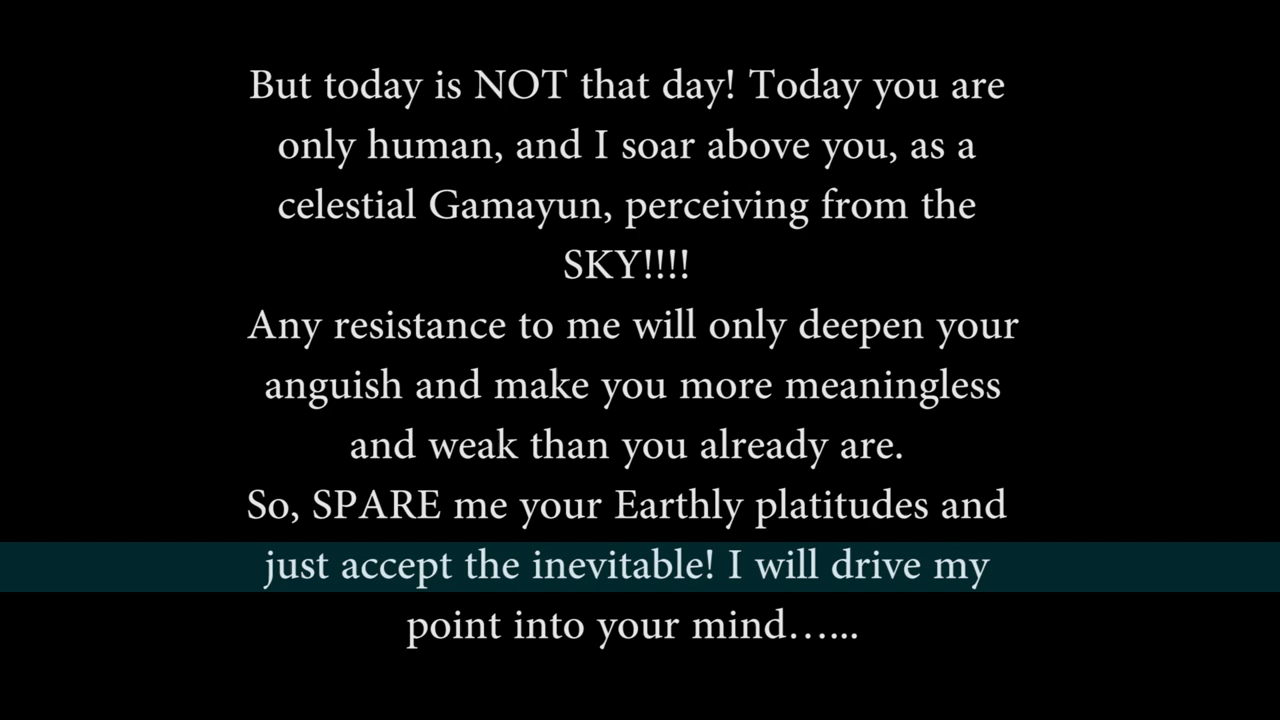 But today is NOT that day! Today you are
only human, and I soar above you, as a
celestial Gamayun, perceiving from the
SKY!!!!
Any resistance to me will only deepen your
anguish and make you more meaningless
and weak than you already are.
So, SPARE me your Earthly platitudes and
just accept the inevitable! I will drive my
point into your mind…...